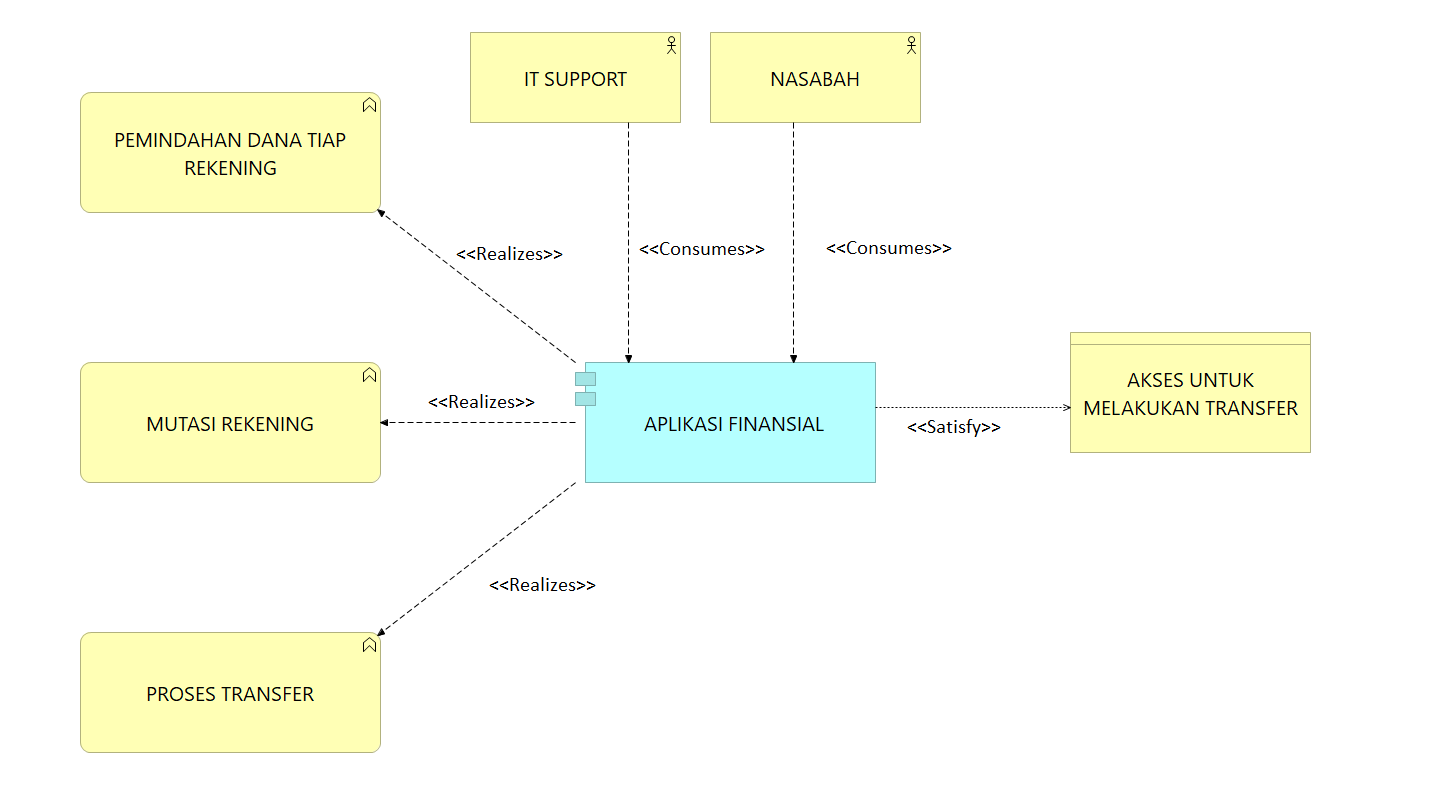 IT SUPPORT
NASABAH
PEMINDAHAN DANA TIAP
REKENING
<<Realizes>>
<<Consumes>>
<<Consumes>>
MUTASI REKENING
<<Realizes>>
APLIKASI FINANSIAL
<<Satisfy>>
AKSES UNTUK
MELAKUKAN TRANSFER
<<Realizes>>
PROSES TRANSFER